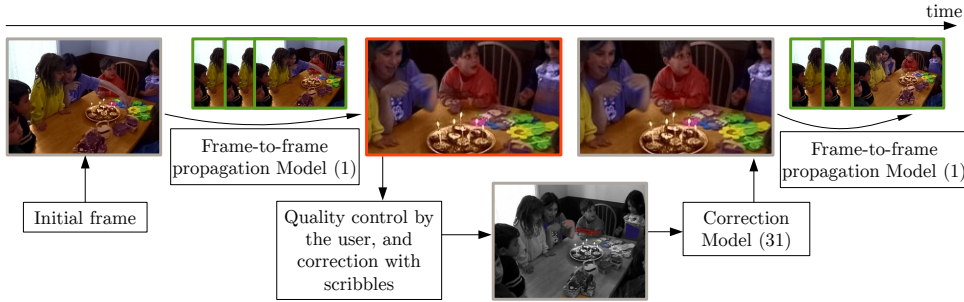 time
Frame-to-frame
propagation Model (1)
Frame-to-frame
propagation Model (1)
Initial frame
Quality control by
the user, and
correction with
scribbles
Correction
Model (31)